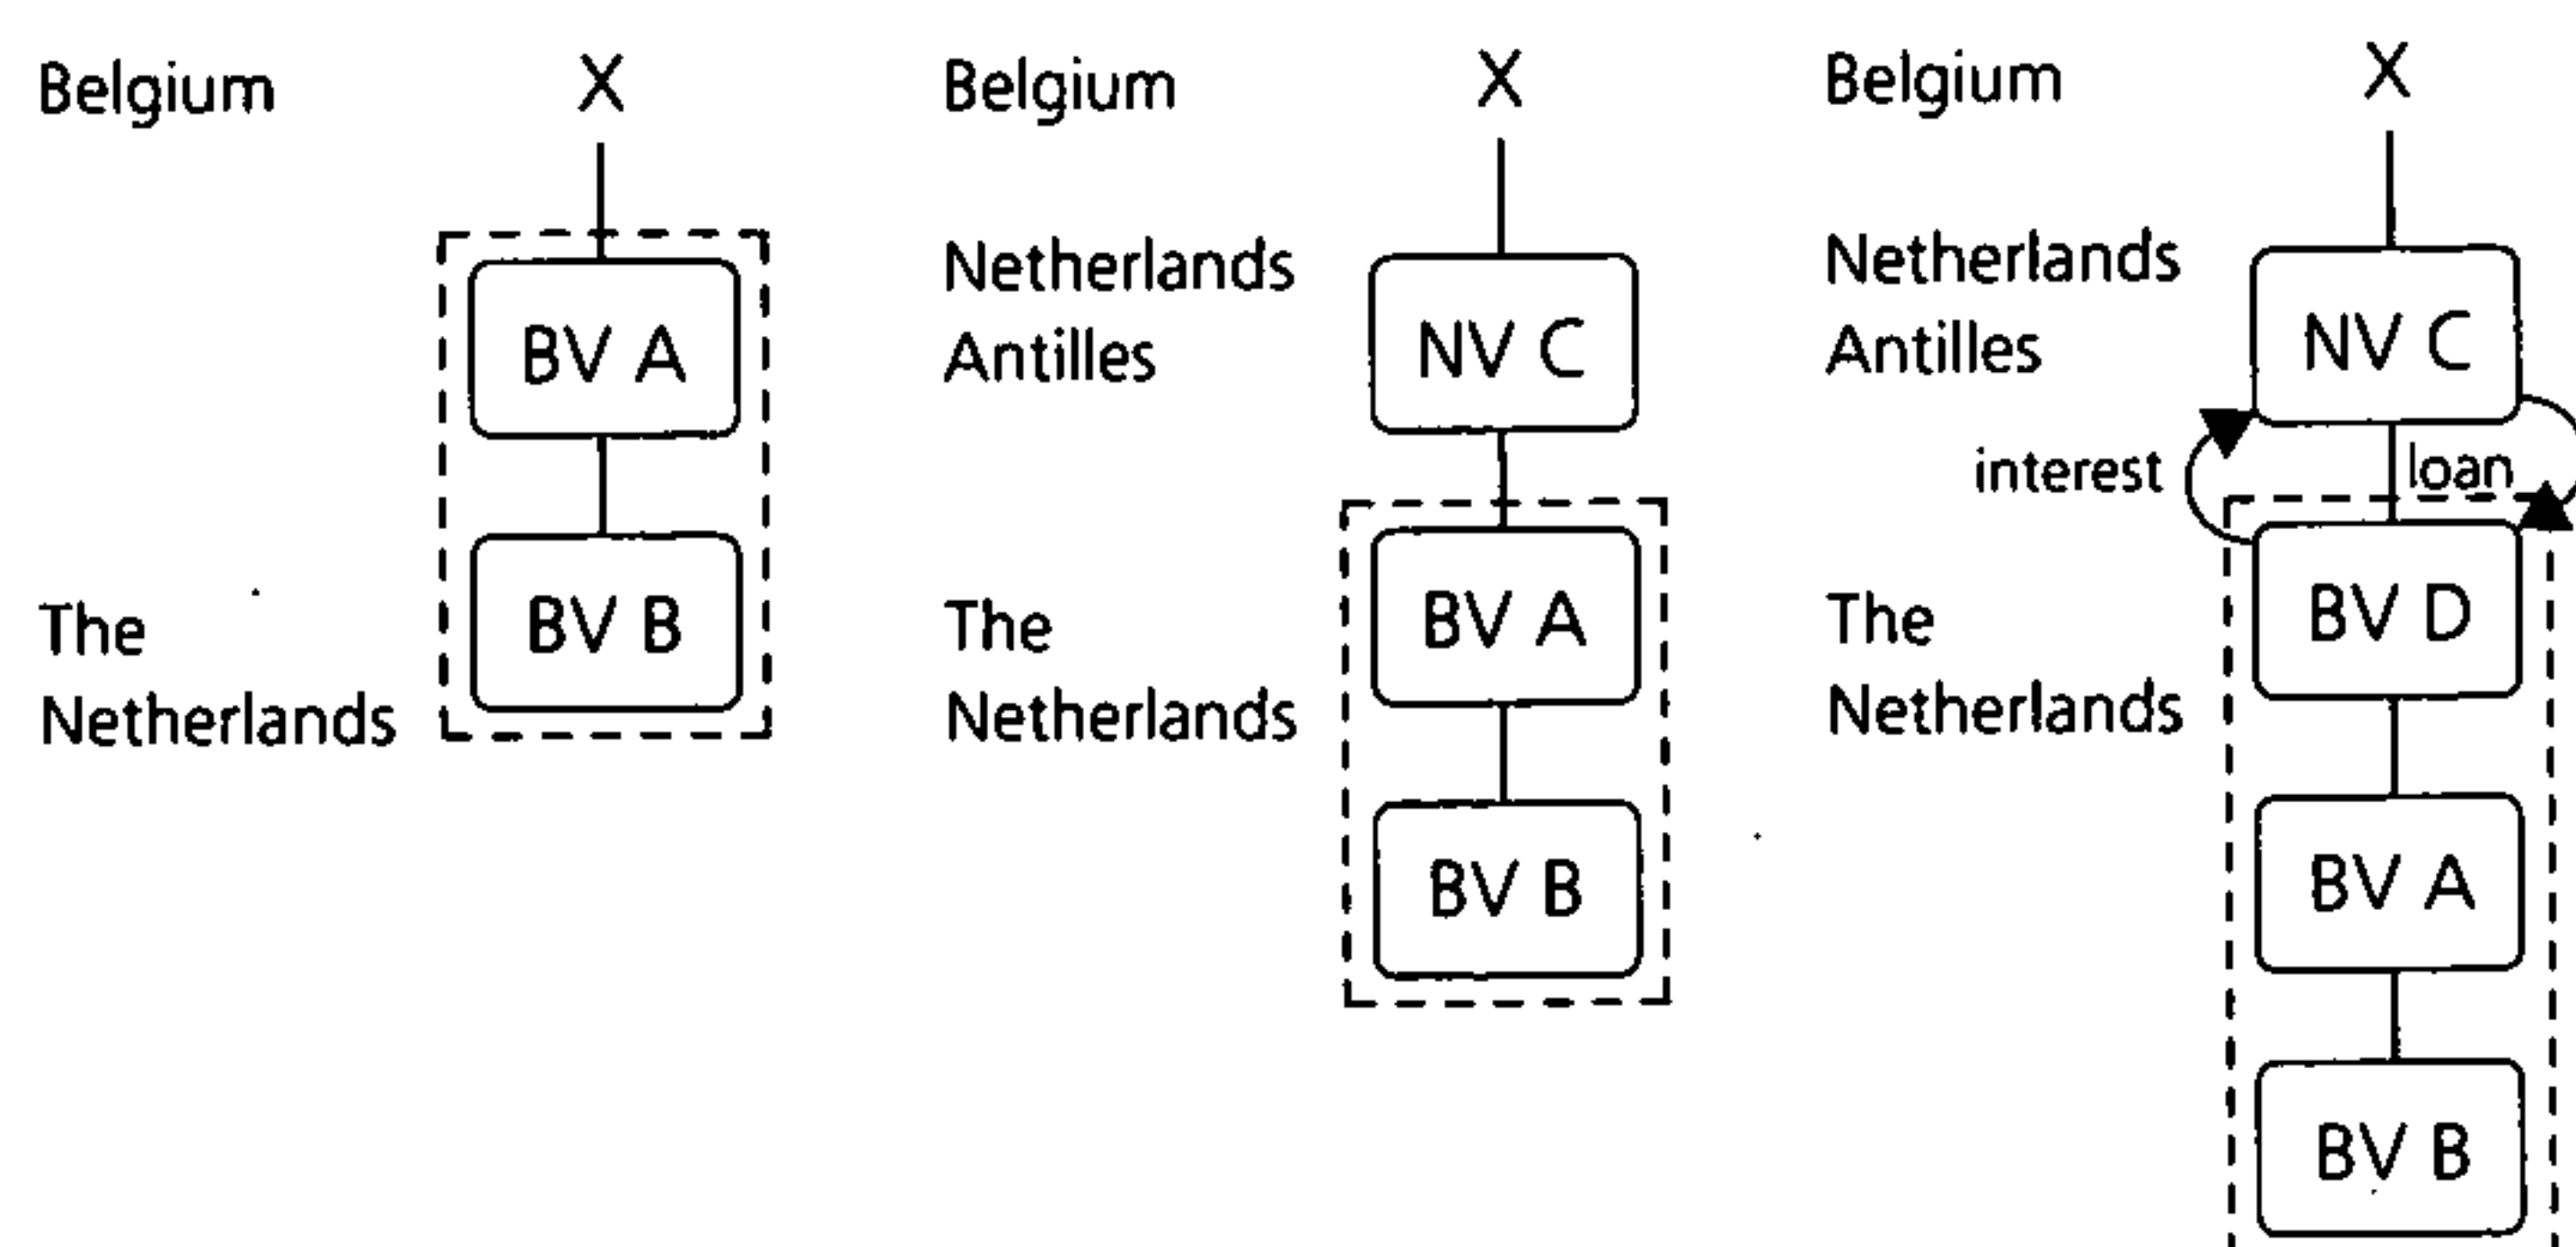 Belgium
X
BV A
BV B
The
Netherlands
Belgium
X
Netherlands
Antilles
NV C
The
Netherlands
BV A
BV B
Belgium
X
Netherlands
Antilles
NV C
interest
loan
The
Netherlands
BV D
BV A
BV B